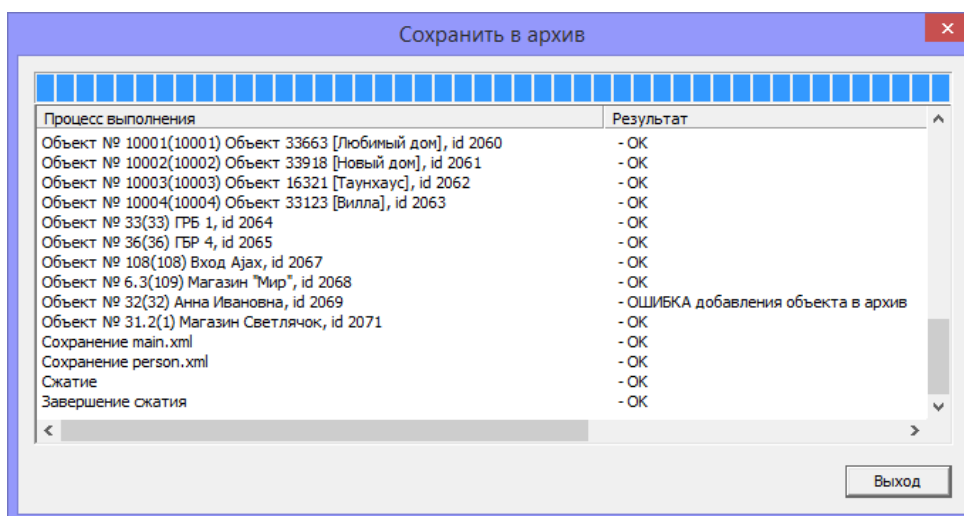 Сохранить в архив
Процесс выполнения Результат
Объект № 10001(10001) Объект 33663 [Любимый дом], id 2060 - OK
Объект № 10002(10002) Объект 33918 [Новый дом], id 2061 - OK
Объект № 10003(10003) Объект 16321 [Таунхаус], id 2062 - OK
Объект № 10004(10004) Объект 33123 [Вилла], id 2063 - OK
Объект № 33(33) ГРБ 1, id 2064 - OK
Объект № 36(36) ГБР 4, id 2065 - OK
Объект № 108(108) Вход Ajax, id 2067 - OK
Объект № 6.3(109) Магазин "Мир", id 2068 - OK
Объект № 32(32) Анна Ивановна, id 2069 - ОШИБКА добавления объекта в архив
Объект № 31.2(1) Магазин Светлячок, id 2071 - OK
Сохранение main.xml - OK
Сохранение person.xml - OK
Сжатие - OK
Завершение сжатия - OK
Выход